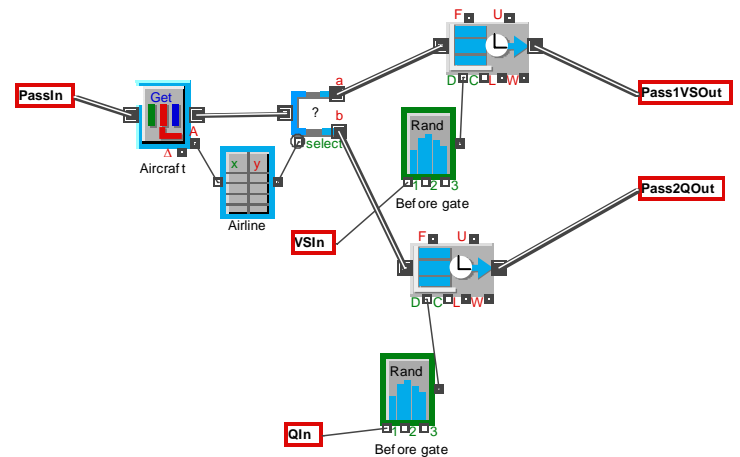 F U
a
PassIn
Get
?
D C L W
Pass1VSOut
b
A
Rand
select
Δ
Aircraft
x y
1 2 3
Before gate
Pass2QOut
Airline
VSIn
F U
D C L W
Rand
QIn
1 2 3
Before gate